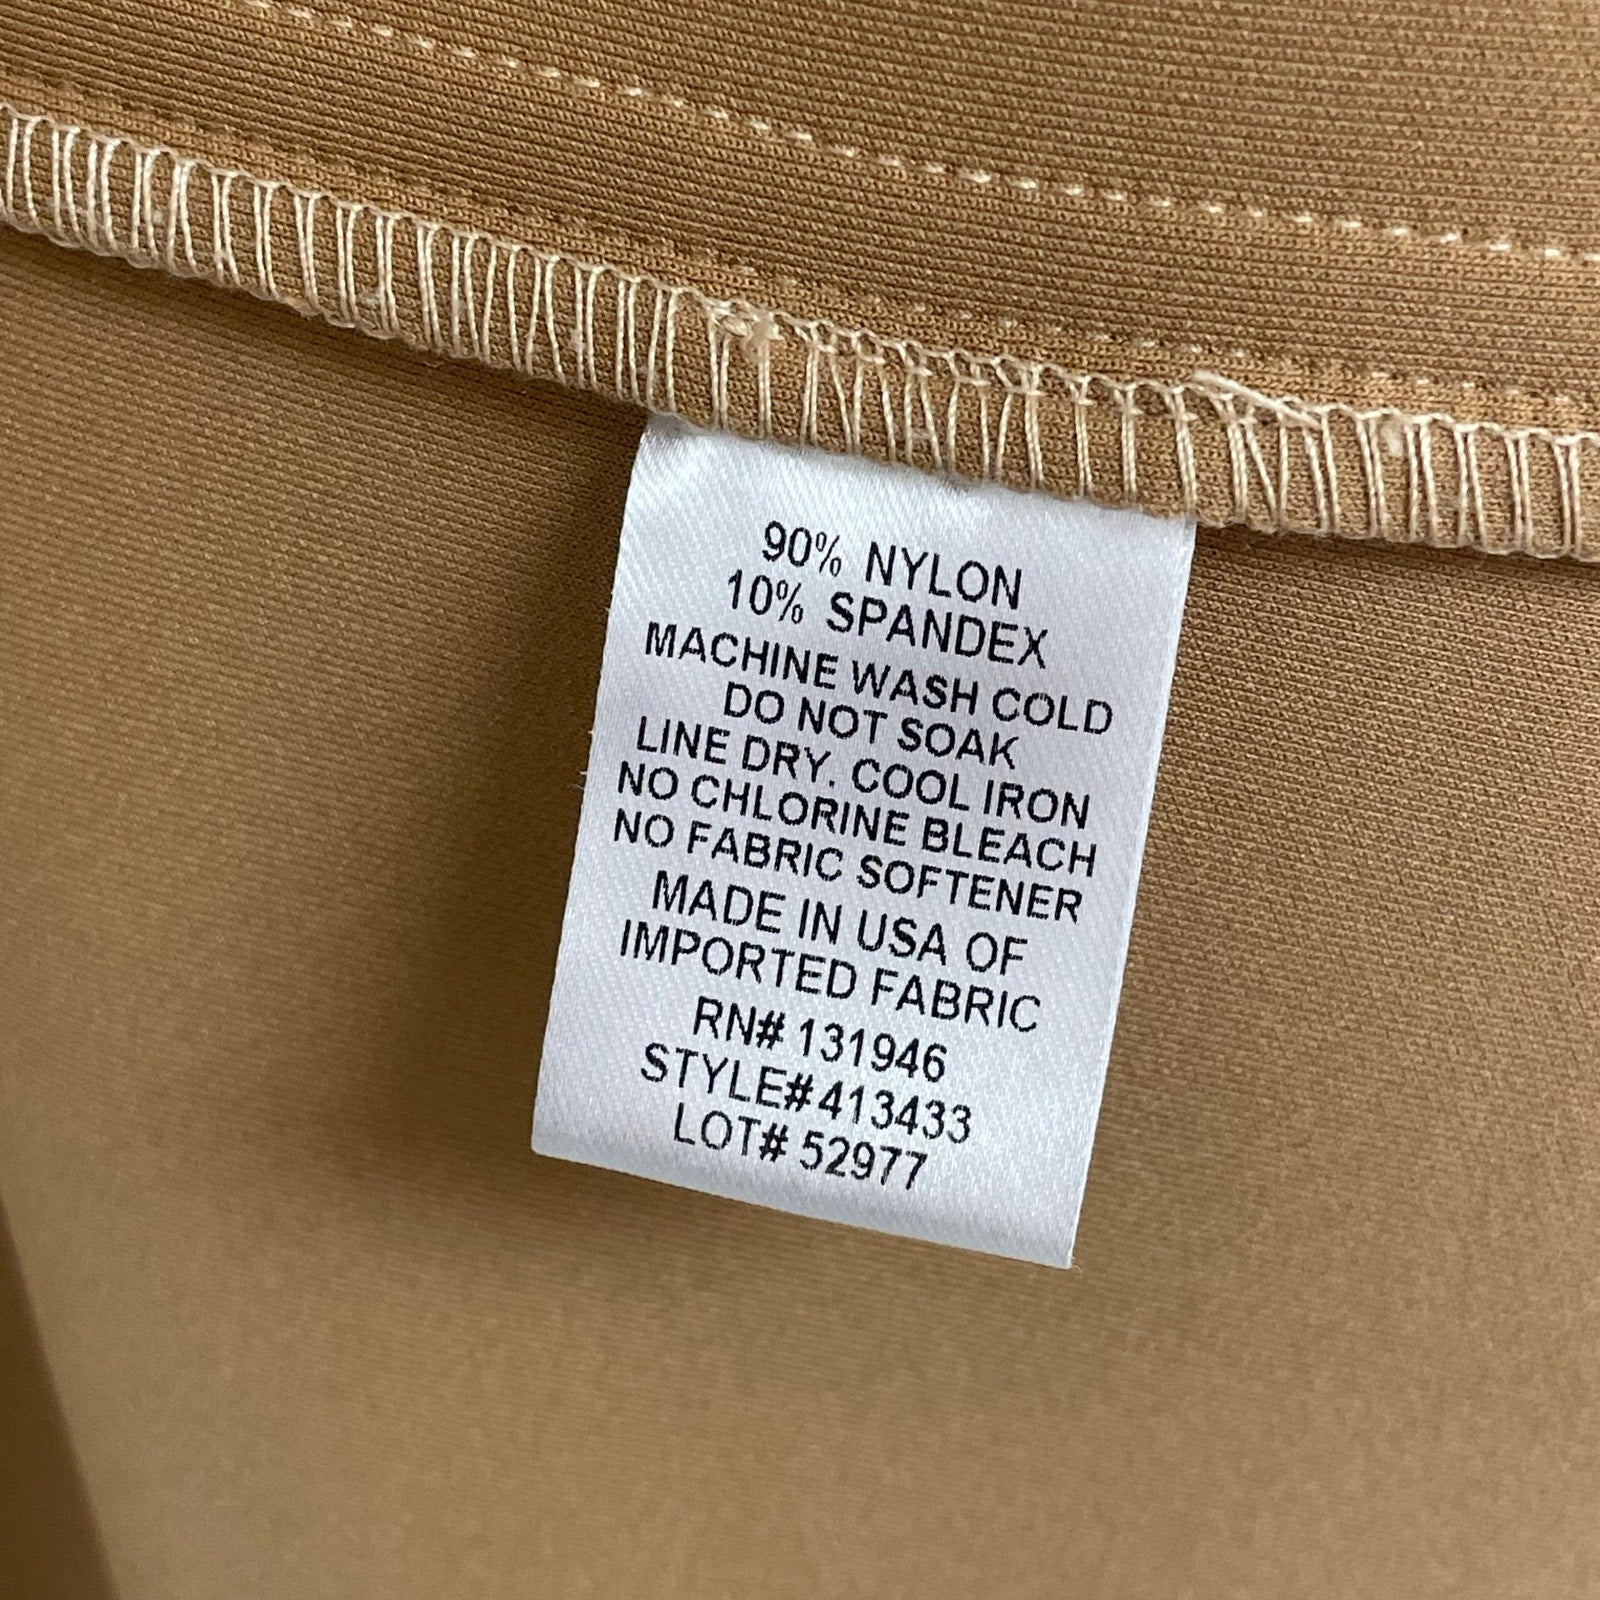 90% NYLON
10% SPANDEX
MACHINE WASH COLD
DO NOT SOAK
LINE DRY. COOL IRON
NO CHLORINE BLEACH
NO FABRIC SOFTENER
MADE IN USA OF
IMPORTED FABRIC
RN# 131946
STYLE#413433
LOT# 52977